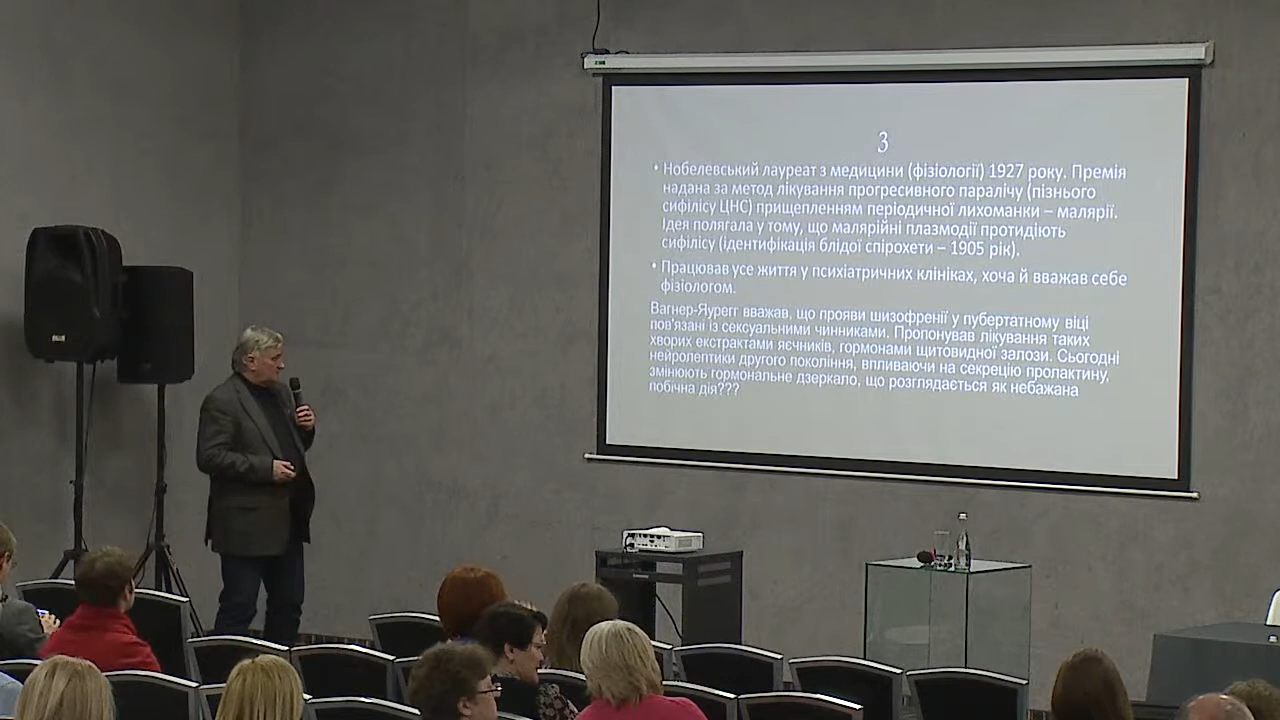 3
• Нобелевський лауреат з медицини (фізіології) 1927 року. Премія
надана за метод лікування прогресивного паралічу (пізнього
сифілісу ЦНС) прищепленням періодичної лихоманки – малярії.
Ідея полягала у тому, що малярійні плазмодії протидіють
сифілісу (ідентифікація блідої спірохети – 1905 рік).
• Працював усе життя у психіатричних клініках, хоча й вважав себе
фізіологом.
Вагнер-Яурегг вважав, що прояви шизофренії у пубертатному віці
пов'язані із сексуальними чинниками. Пропонував лікування таких
хворих екстрактами яєчників, гормонами щитовидної залози. Сьогодні
нейролептики другого покоління, впливаючи на секрецію пролактину,
змінюють гормональне дзеркало, що розглядається як небажана
побічна дія???